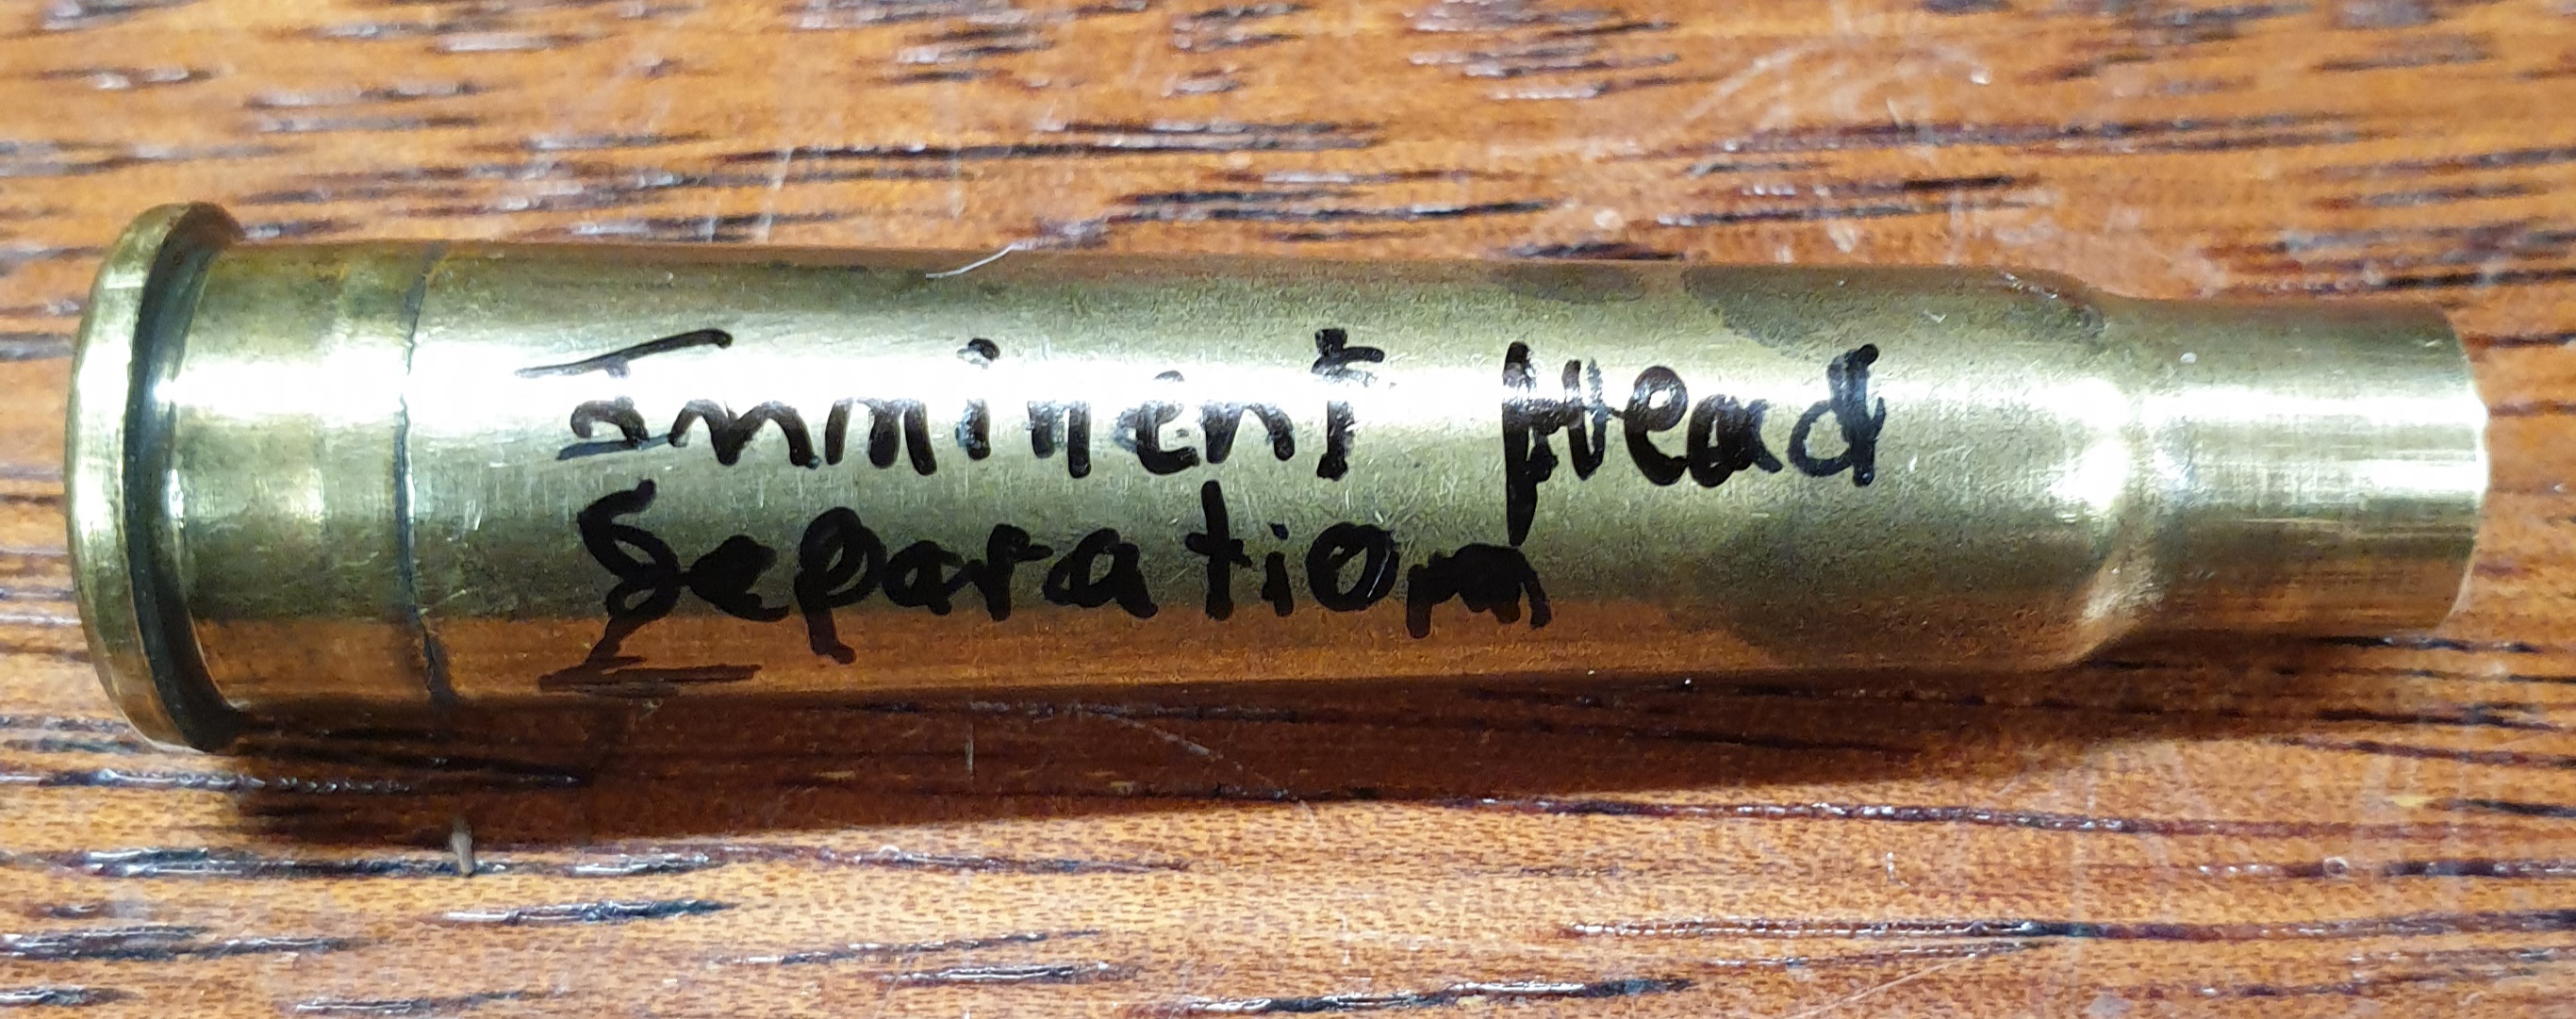 Imminent Head
Separation